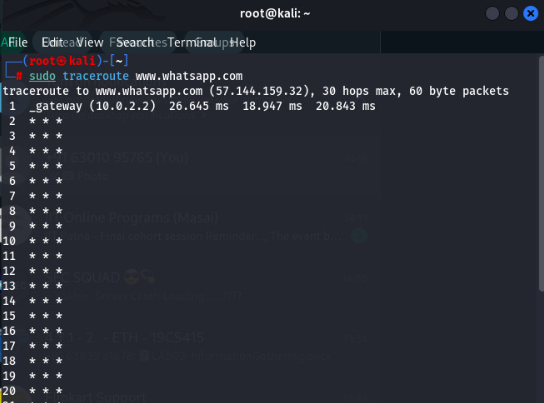 root@kali: ~
File Edit View Search Terminal Help
┌──(root㉿kali)-[~]
└─# sudo traceroute www.whatsapp.com
traceroute to www.whatsapp.com (57.144.159.32), 30 hops max, 60 byte packets
1 _gateway (10.0.2.2) 26.645 ms 18.947 ms 20.843 ms
2 * * *
3 * * *
4 * * *
5 * * *
6 * * *
7 * * *
8 * * *
9 * * *
10 * * *
11 * * *
12 * * *
13 * * *
14 * * *
15 * * *
16 * * *
17 * * *
18 * * *
19 * * *
20 * * *